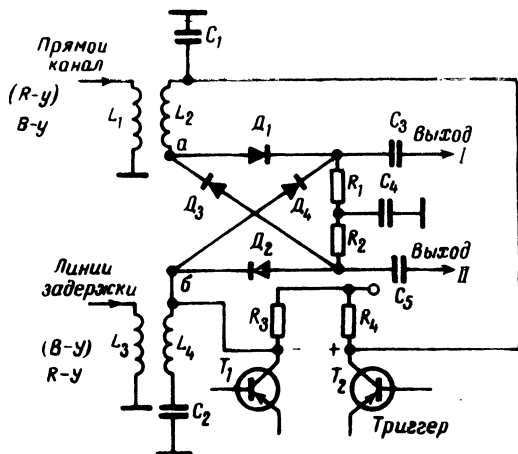 C₁
Прямой
канал
(R-y)
B-y
L₁
L₂
а
Д₁
C₃
Выход
I
R₁
C₄
Д₃
Д₄
R₂
Д₂
Выход
II
б
C₅
Линии
задержки
(B-У)
R-У
L₃
L₄
R₃
R₄
-
+
T₁
T₂
C₂
Триггер